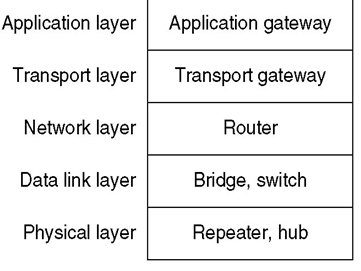 Application layer Application gateway
Transport layer Transport gateway
Network layer Router
Data link layer Bridge, switch
Physical layer Repeater, hub